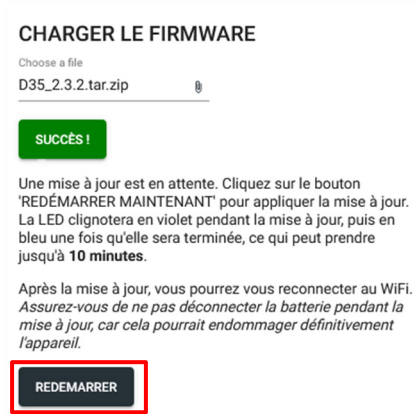 CHARGER LE FIRMWARE
Choose a file
D35_2.3.2.tar.zip
SUCCÈS !
Une mise à jour est en attente. Cliquez sur le bouton
'REDÉMARRER MAINTENANT' pour appliquer la mise à jour.
La LED clignotera en violet pendant la mise à jour, puis en
bleu une fois qu'elle sera terminée, ce qui peut prendre
jusqu'à 10 minutes.
Après la mise à jour, vous pourrez vous reconnecter au WiFi.
Assurez-vous de ne pas déconnecter la batterie pendant la
mise à jour, car cela pourrait endommager définitivement
l'appareil.
REDEMARRER